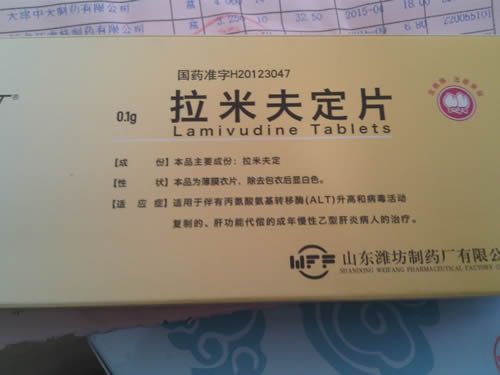 国药准字H20123047
0.1g
拉米夫定片
Lamivudine Tablets
【成 份】本品主要成份：拉米夫定
【性 状】本品为薄膜衣片，除去包衣后显白色。
【适 应 症】适用于伴有丙氨酸氨基转移酶(ALT)升高和病毒活动
复制的、肝功能代偿的成年慢性乙型肝炎病人的治疗。
WFF
山东潍坊制药厂有限公
SHANDONG WEIFANG PHARMACEUTICAL FACTORY C